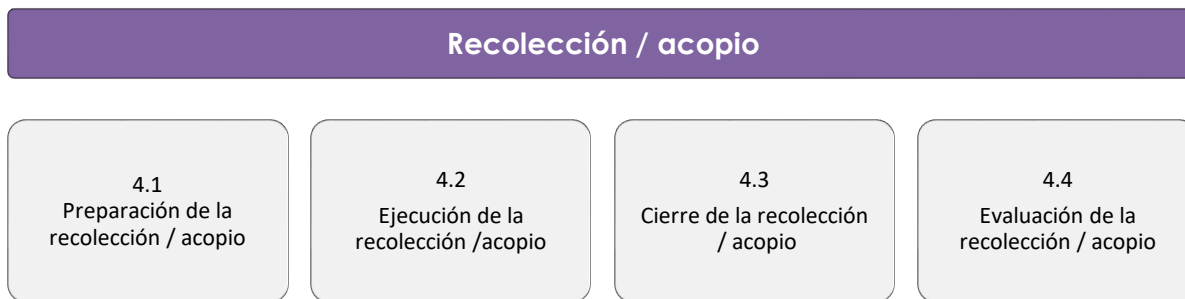 Recolección / acopio
4.1
Preparación de la
recolección / acopio
4.2
Ejecución de la
recolección /acopio
4.3
Cierre de la recolección
/ acopio
4.4
Evaluación de la
recolección / acopio